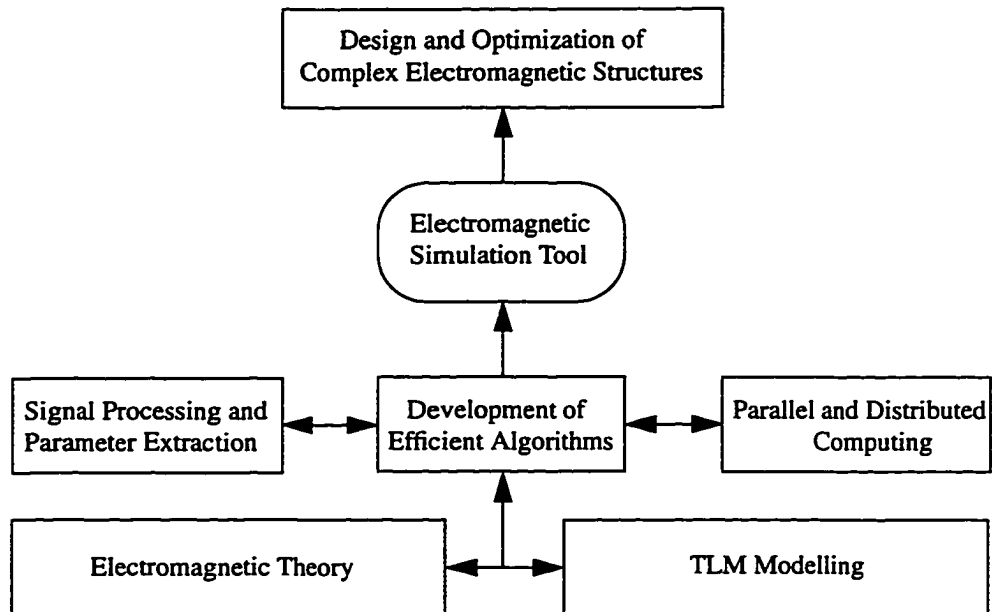 Design and Optimization of
Complex Electromagnetic Structures
Electromagnetic
Simulation Tool
Signal Processing and
Parameter Extraction
Development of
Efficient Algorithms
Parallel and Distributed
Computing
Electromagnetic Theory
TLM Modelling